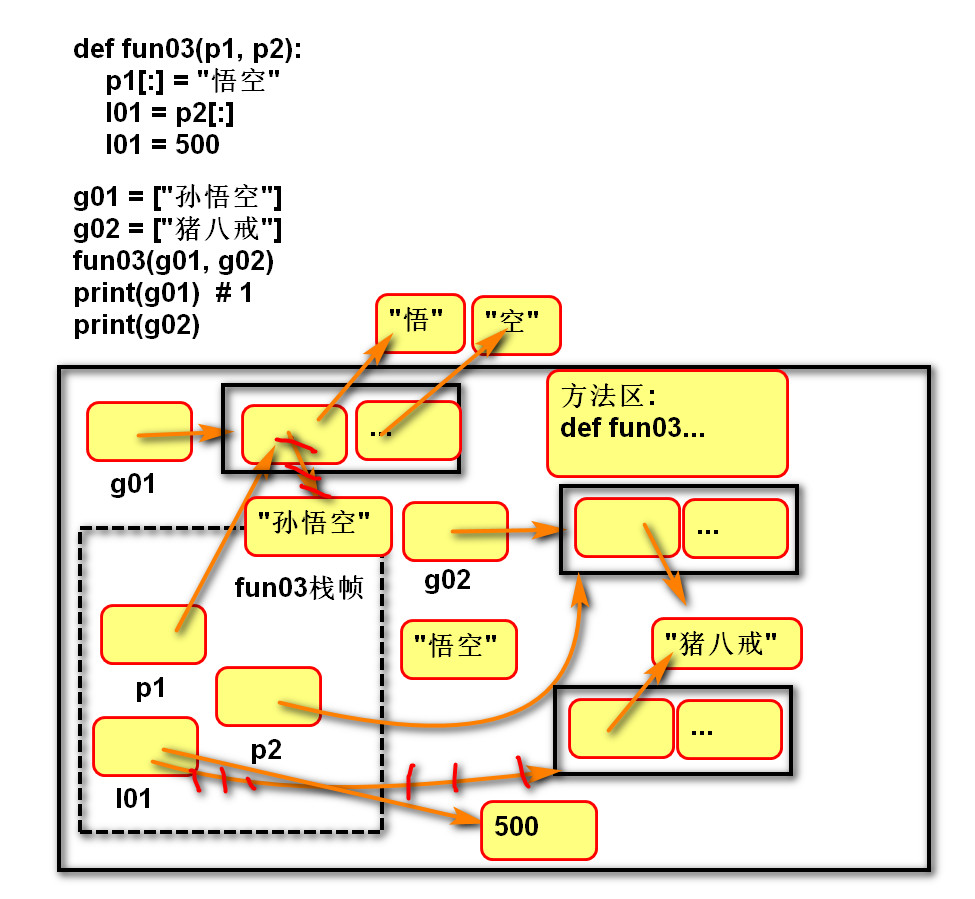 def fun03(p1, p2):
    p1[:] = "悟空"
    l01 = p2[:]
    l01 = 500
g01 = ["孙悟空"]
g02 = ["猪八戒"]
fun03(g01, g02)
print(g01)  # 1
print(g02)
"悟"
"空"
方法区:
def fun03...
...
g01
"孙悟空"
...
g02
fun03栈帧
"悟空"
"猪八戒"
p1
p2
...
l01
500